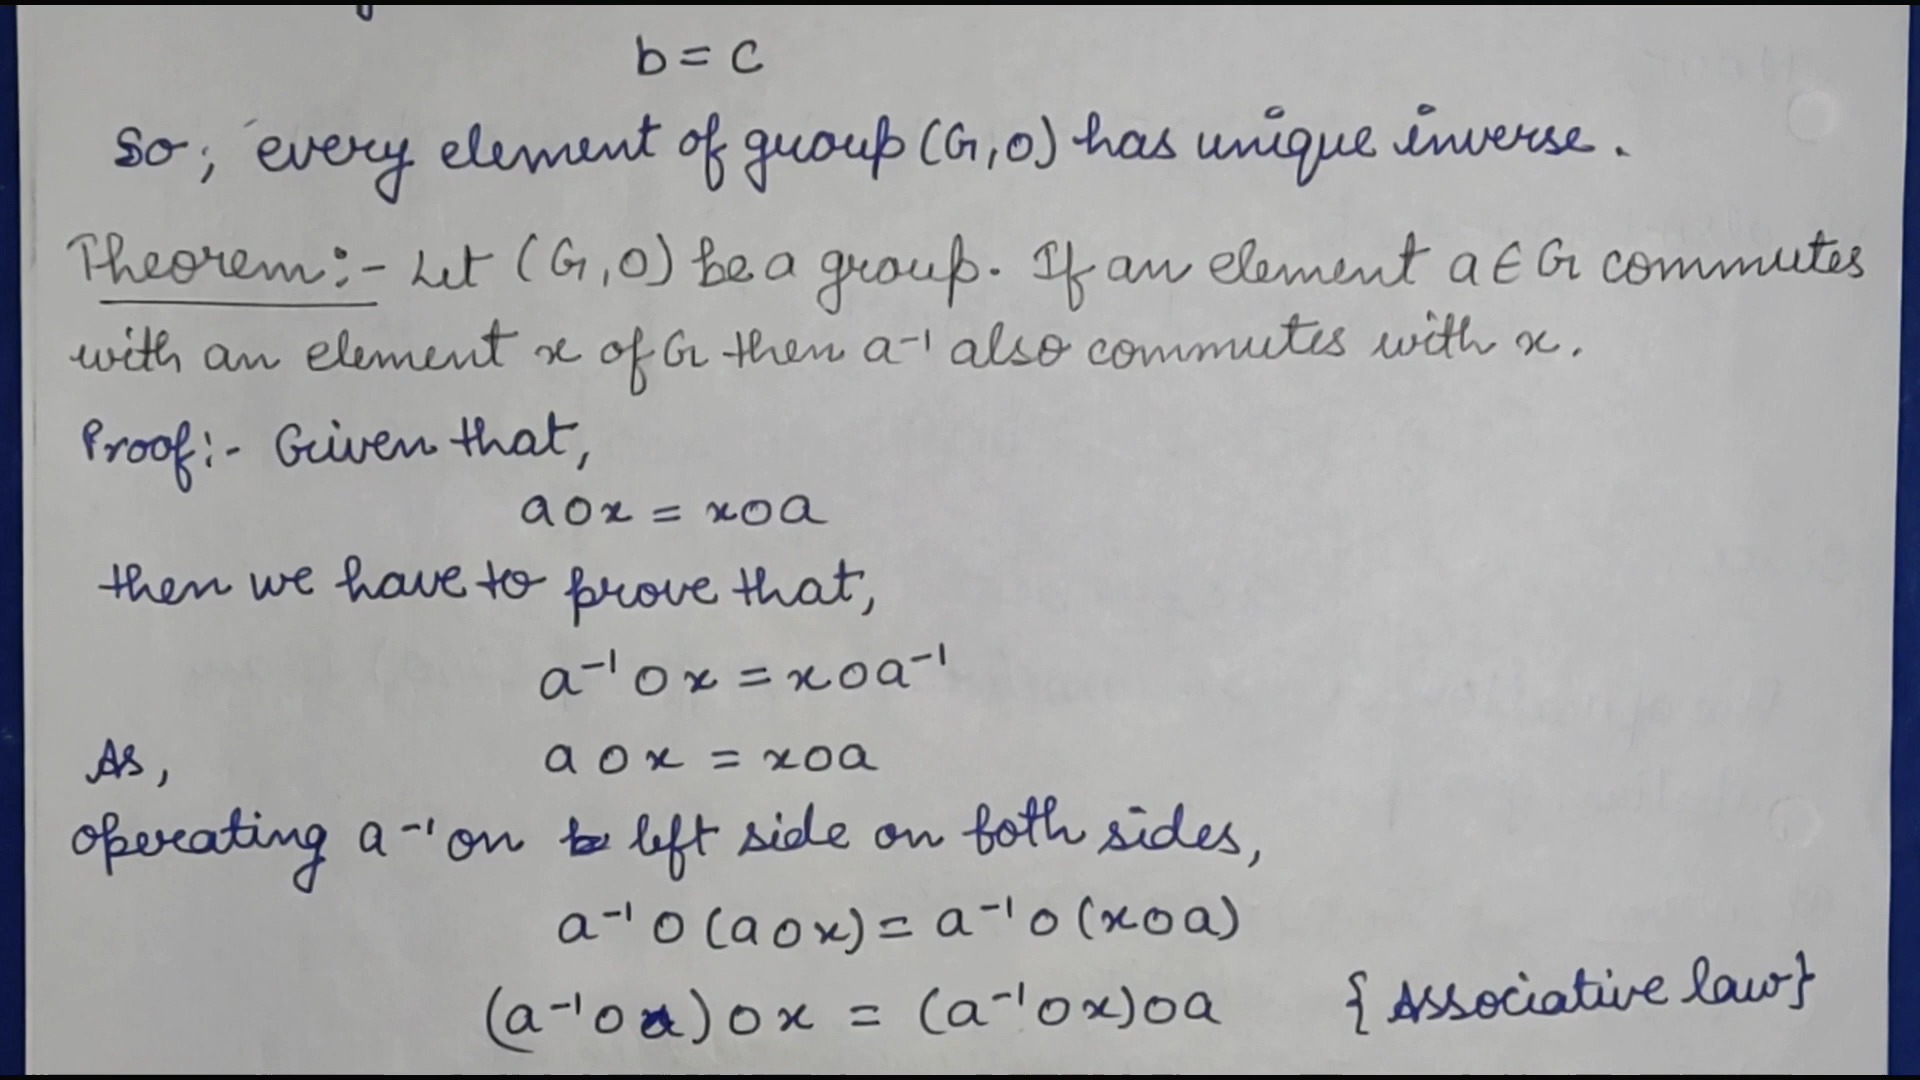 b = c
So, every element of group (G, o) has unique inverse.
Theorem:- Let (G, o) be a group. If an element a ∈ G commutes
with an element x of G then a⁻¹ also commutes with x.
Proof:- Given that,
a o x = x o a
then we have to prove that,
a⁻¹ o x = x o a⁻¹
As, a o x = x o a
operating a⁻¹ on left side on both sides,
a⁻¹ o (a o x) = a⁻¹ o (x o a)
(a⁻¹ o a) o x = (a⁻¹ o x) o a {Associative law}